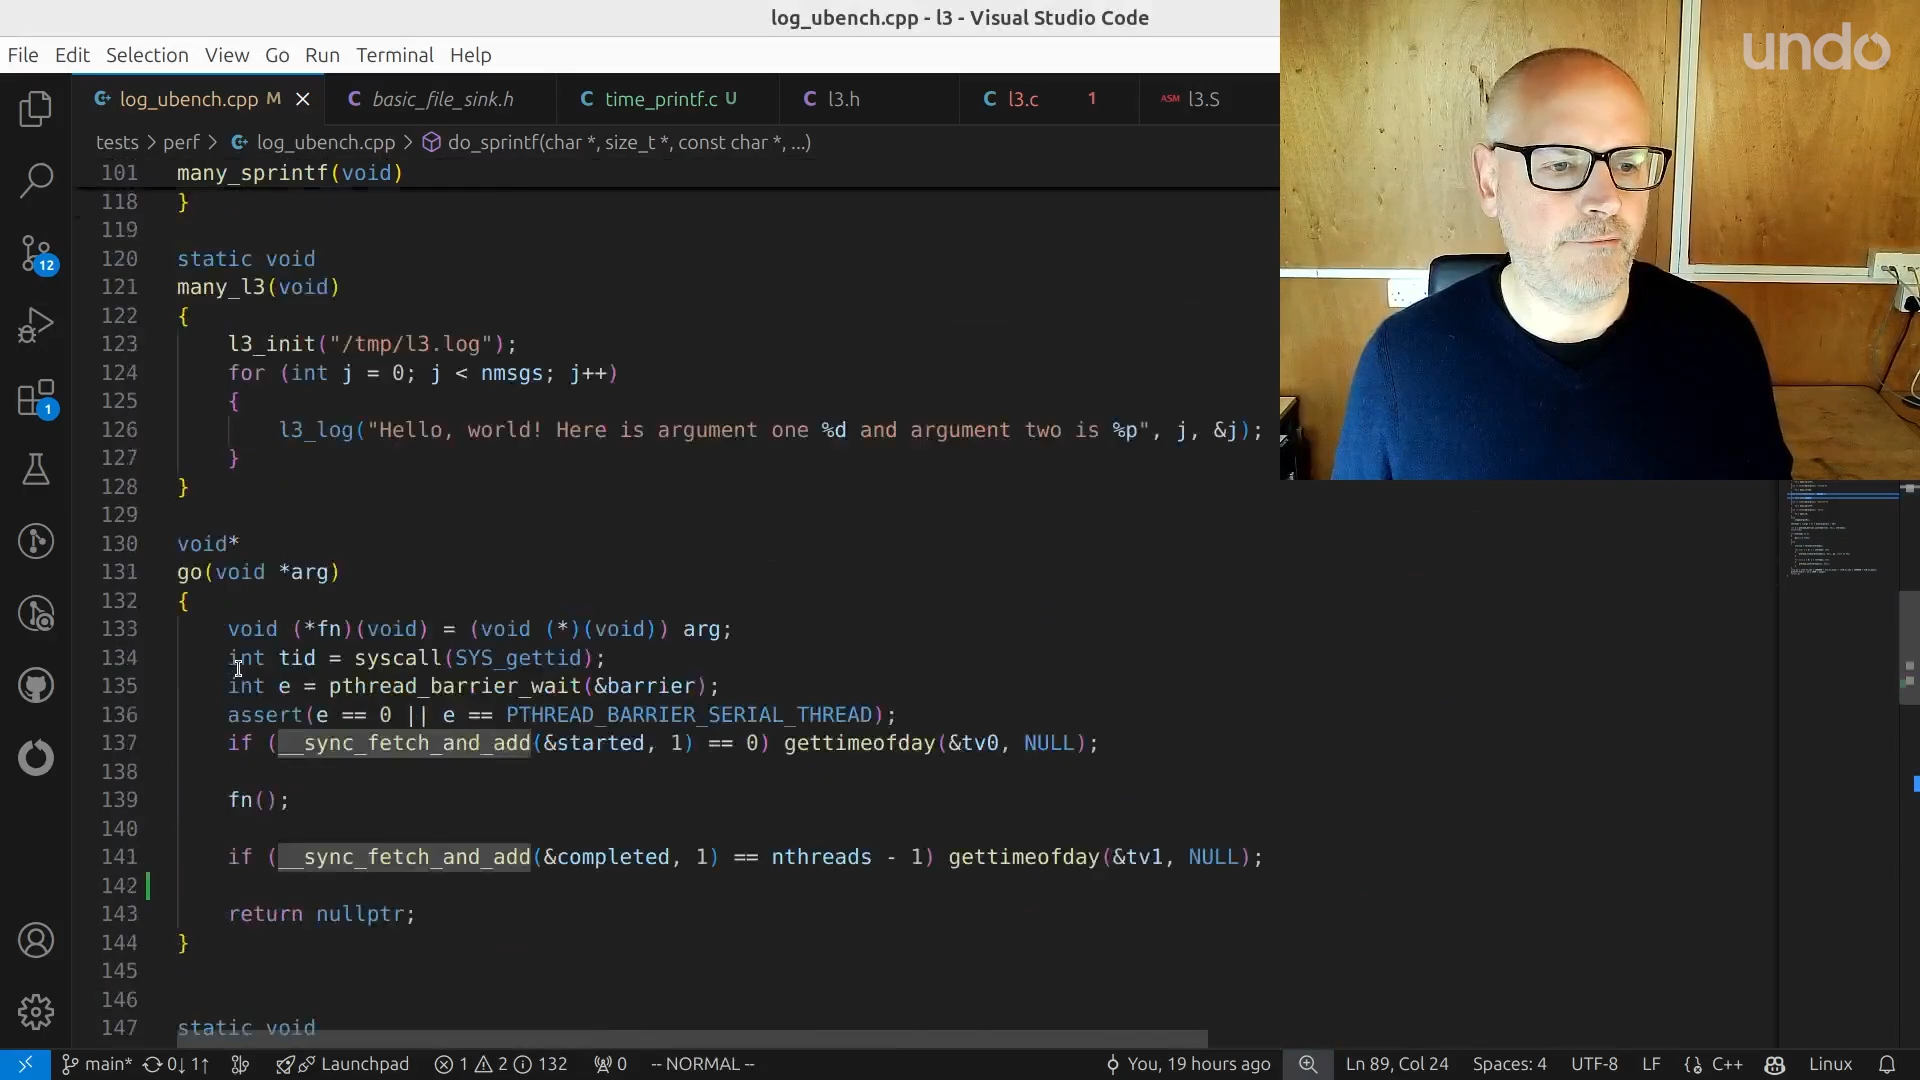 log_ubench.cpp - l3 - Visual Studio Code
undo
File Edit Selection View Go Run Terminal Help
log_ubench.cpp M
basic_file_sink.h
time_printf.c U
C l3.h
C l3.c 1
ASM l3.S
tests > perf > log_ubench.cpp > do_sprintf(char *, size_t *, const char *, ...)
101 many_sprintf(void)
118 }
119
120 static void
121 many_l3(void)
122 {
123 l3_init("/tmp/l3.log");
124 for (int j = 0; j < nmsgs; j++)
125 {
126 l3_log("Hello, world! Here is argument one %d and argument two is %p", j, &j);
127 }
128 }
129
130 void*
131 go(void *arg)
132 {
133 void (*fn)(void) = (void (*)(void)) arg;
134 int tid = syscall(SYS_gettid);
135 int e = pthread_barrier_wait(&barrier);
136 assert(e == 0 || e == PTHREAD_BARRIER_SERIAL_THREAD);
137 if (__sync_fetch_and_add(&started, 1) == 0) gettimeofday(&tv0, NULL);
138
139 fn();
140
141 if (__sync_fetch_and_add(&completed, 1) == nthreads - 1) gettimeofday(&tv1, NULL);
142
143 return nullptr;
144 }
145
146
147 static void
12
1
main* 0↓ 1↑ Launchpad 1 2 132 0 -- NORMAL -- You, 19 hours ago Ln 89, Col 24 Spaces: 4 UTF-8 LF {} C++ Linux